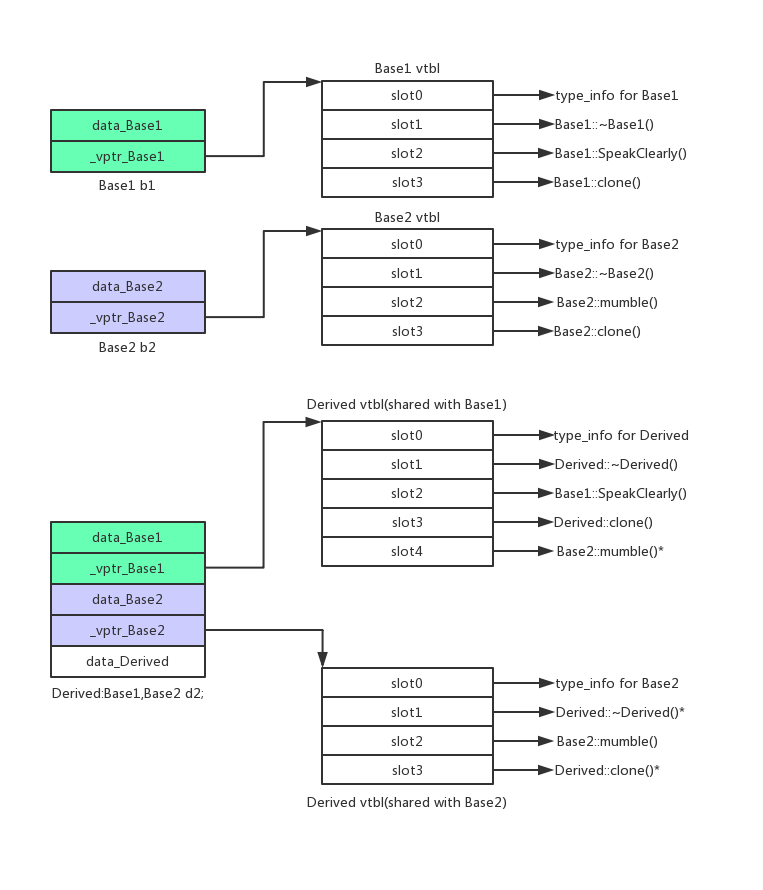 Base1 vtbl
data_Base1
_vptr_Base1
Base1 b1
slot0
type_info for Base1
slot1
Base1::~Base1()
slot2
Base1::SpeakClearly()
slot3
Base1::clone()
Base2 vtbl
data_Base2
_vptr_Base2
Base2 b2
slot0
type_info for Base2
slot1
Base2::~Base2()
slot2
Base2::mumble()
slot3
Base2::clone()
Derived vtbl(shared with Base1)
slot0
type_info for Derived
slot1
Derived::~Derived()
slot2
Base1::SpeakClearly()
slot3
Derived::clone()
slot4
Base2::mumble()*
data_Base1
_vptr_Base1
data_Base2
_vptr_Base2
data_Derived
Derived:Base1,Base2 d2;
slot0
type_info for Base2
slot1
Derived::~Derived()*
slot2
Base2::mumble()
slot3
Derived::clone()*
Derived vtbl(shared with Base2)